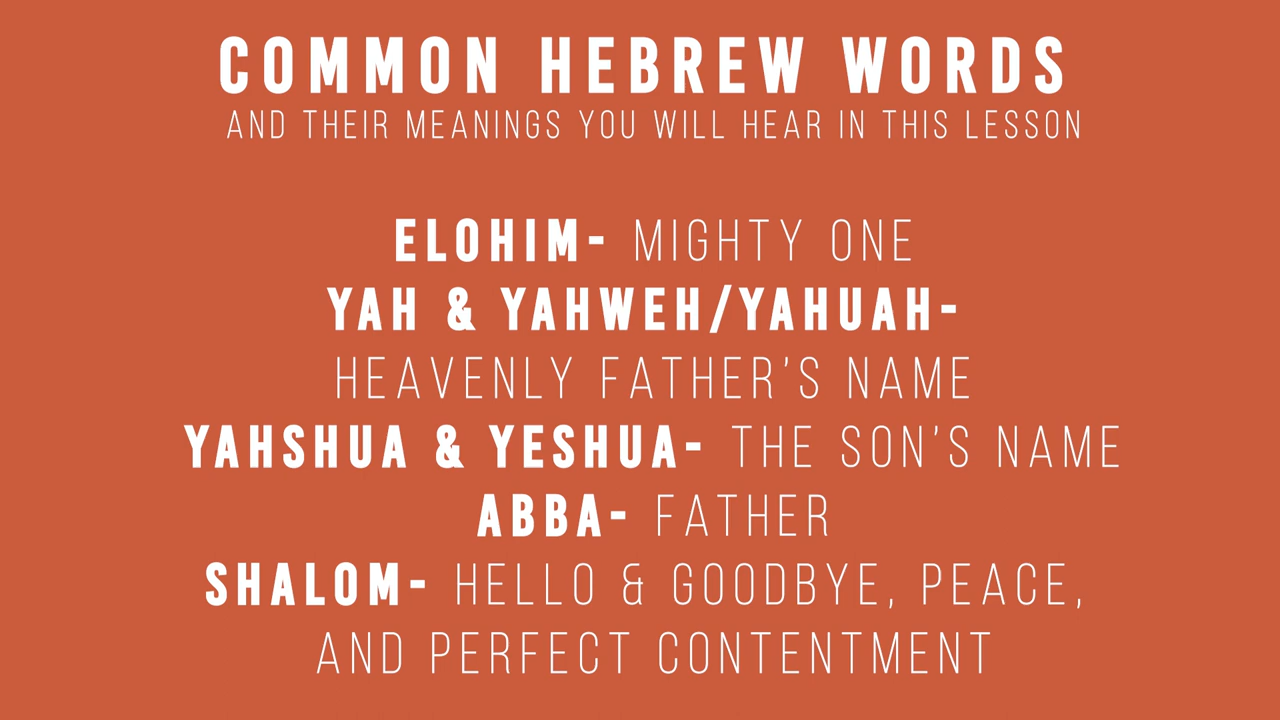 COMMON HEBREW WORDS
AND THEIR MEANINGS YOU WILL HEAR IN THIS LESSON
ELOHIM- MIGHTY ONE
YAH & YAHWEH/YAHUAH-
HEAVENLY FATHER'S NAME
YAHSHUA & YESHUA- THE SON'S NAME
ABBA- FATHER
SHALOM- HELLO & GOODBYE, PEACE,
AND PERFECT CONTENTMENT